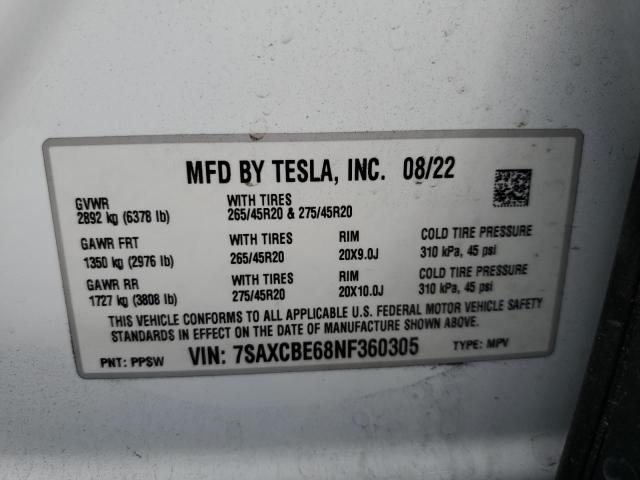 MFD BY TESLA, INC. 08/22
GVWR WITH TIRES
2892 kg (6378 lb) 265/45R20 & 275/45R20
GAWR FRT WITH TIRES RIM COLD TIRE PRESSURE
1350 kg (2976 lb) 265/45R20 20X9.0J 310 kPa, 45 psi
GAWR RR WITH TIRES RIM COLD TIRE PRESSURE
1727 kg (3808 lb) 275/45R20 20X10.0J 310 kPa, 45 psi
THIS VEHICLE CONFORMS TO ALL APPLICABLE U.S. FEDERAL MOTOR VEHICLE SAFETY
STANDARDS IN EFFECT ON THE DATE OF MANUFACTURE SHOWN ABOVE.
PNT: PPSW VIN: 7SAXCBE68NF360305 TYPE: MPV